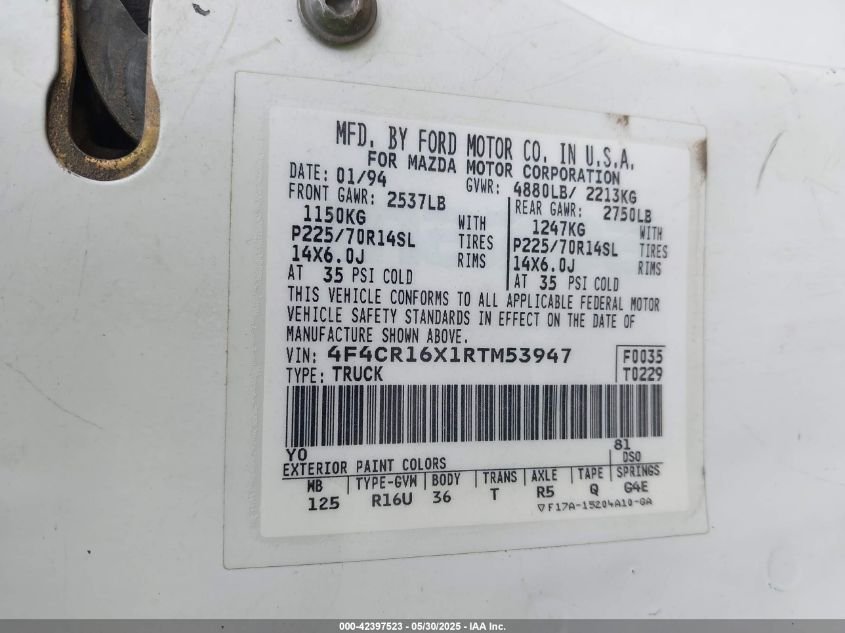 MFD. BY FORD MOTOR CO. IN U.S.A.
FOR MAZDA MOTOR CORPORATION
DATE: 01/94 GVWR: 4880LB/ 2213KG
FRONT GAWR: 2537LB REAR GAWR: 2750LB
1150KG WITH 1247KG WITH
P225/70R14SL TIRES P225/70R14SL TIRES
14X6.0J RIMS 14X6.0J RIMS
AT 35 PSI COLD AT 35 PSI COLD
THIS VEHICLE CONFORMS TO ALL APPLICABLE FEDERAL MOTOR
VEHICLE SAFETY STANDARDS IN EFFECT ON THE DATE OF
MANUFACTURE SHOWN ABOVE.
VIN: 4F4CR16X1RTM53947 F0035
TYPE: TRUCK T0229
YO 81
EXTERIOR PAINT COLORS DSO
WB TYPE-GVW BODY TRANS AXLE TAPE SPRINGS
125 R16U 36 T R5 Q G4E
▽F17A-15204A10-GA
000-42397523 - 05/30/2025 - IAA Inc.